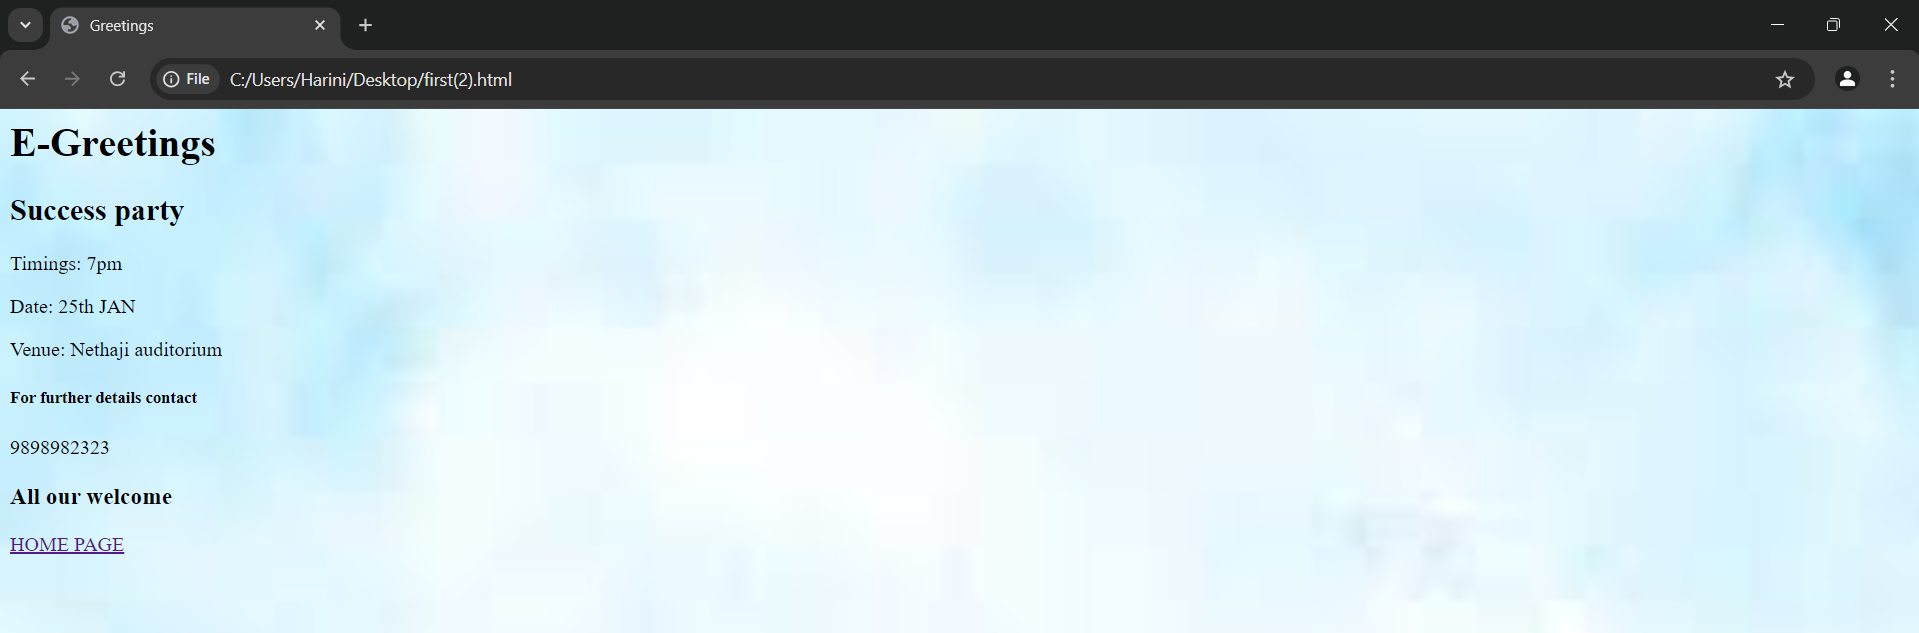 Greetings
File C:/Users/Harini/Desktop/first(2).html
E-Greetings
Success party
Timings: 7pm
Date: 25th JAN
Venue: Nethaji auditorium
For further details contact
9898982323
All our welcome
HOME PAGE